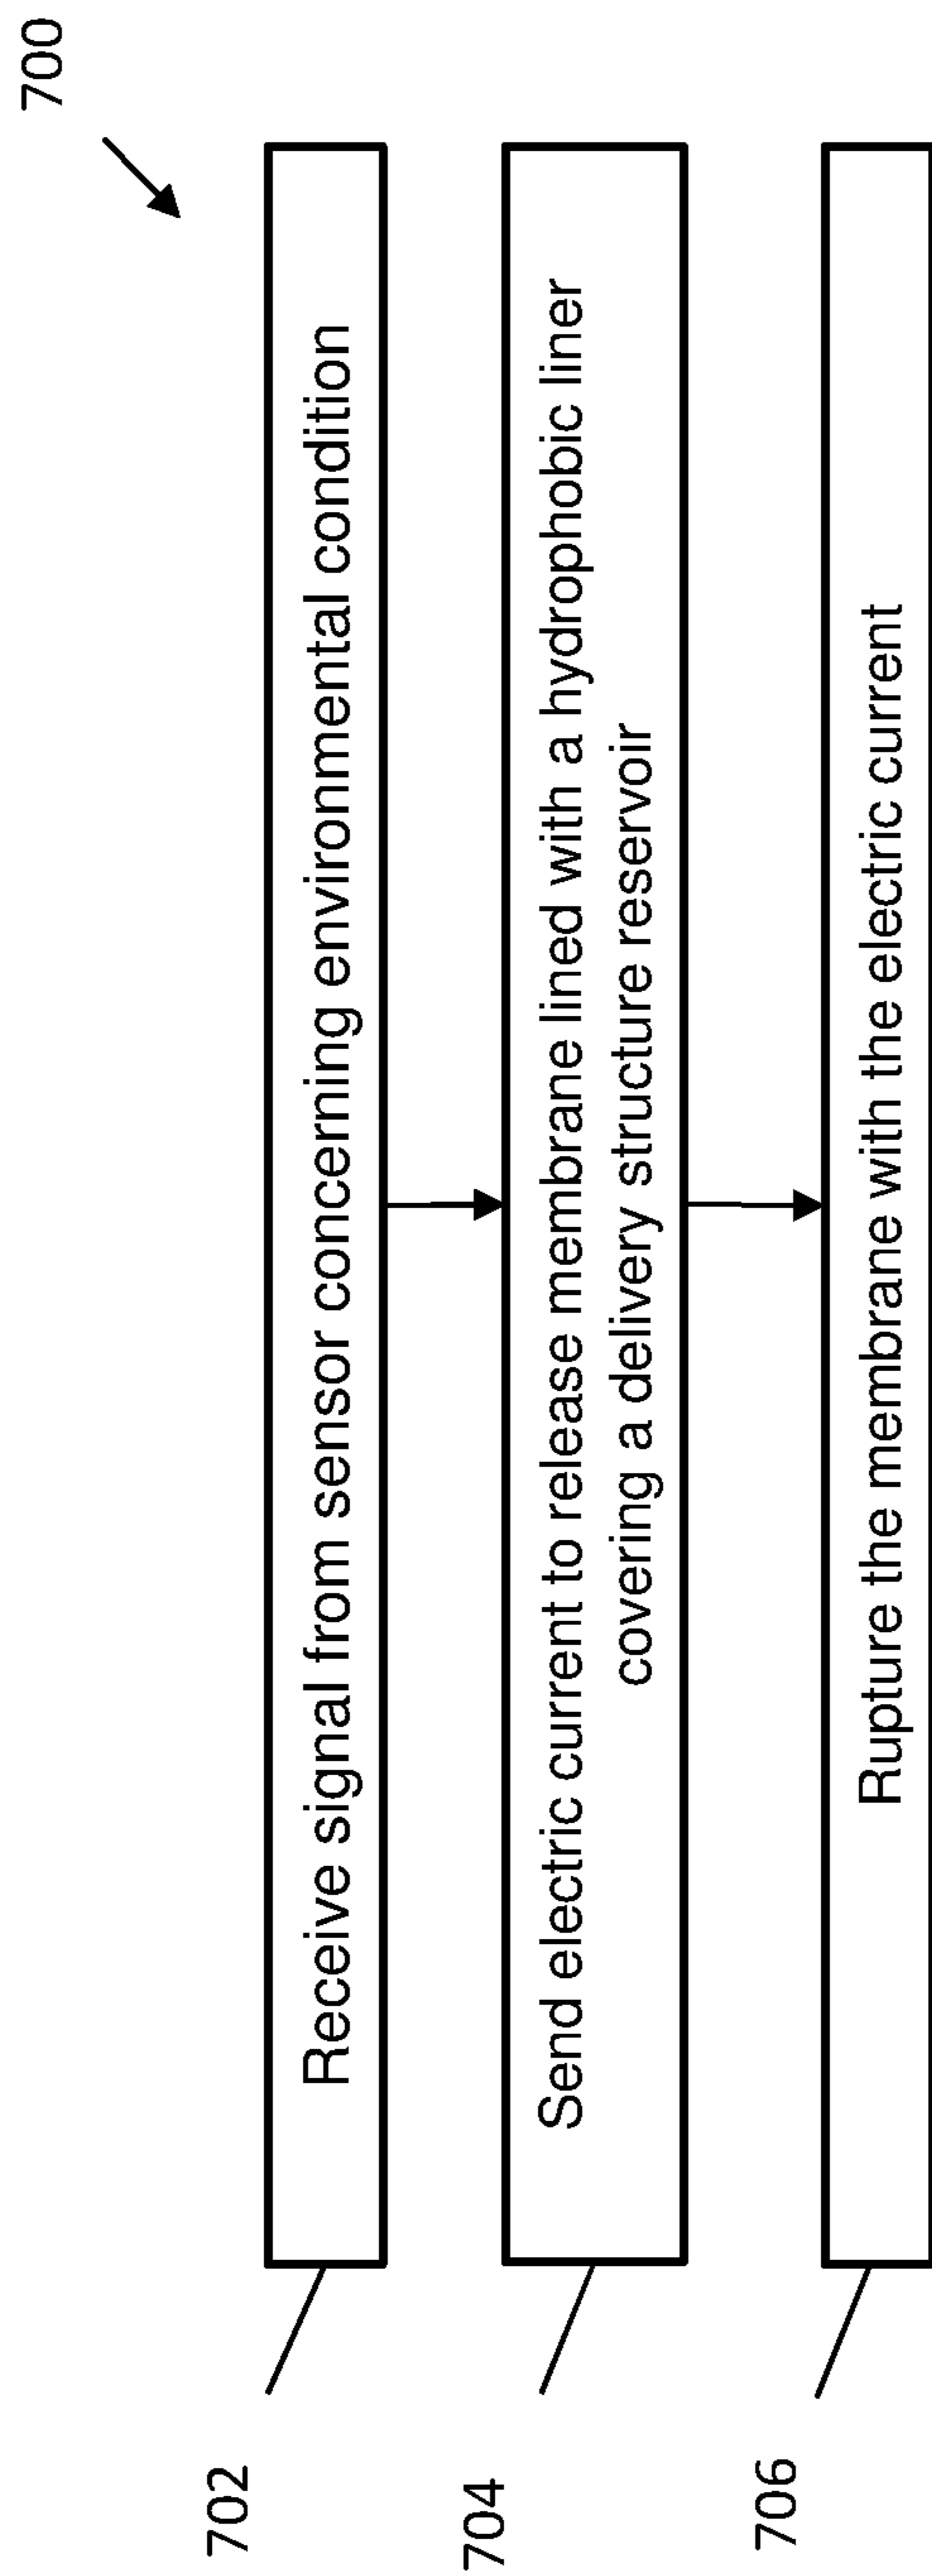 700
702
Receive signal from sensor concerning environmental condition
704
Send electric current to release membrane lined with a hydrophobic liner
covering a delivery structure reservoir
706
Rupture the membrane with the electric current